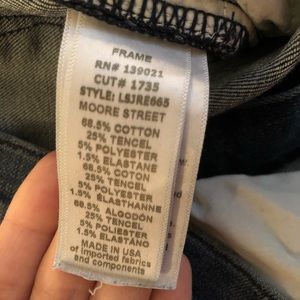 FRAME
RN# 139021
CUT# 1735
STYLE: LSJRE665
MOORE STREET
68.5% COTTON
25% TENCEL
5% POLYESTER
1.5% ELASTANE
68.5% COTON
25% TENCEL
5% POLYESTER
1.5% ELASTHANNE
68.5% ALGODÓN
25% TENCEL
5% POLIESTER
1.5% ELASTANO
MADE IN USA
of imported fabrics
and components